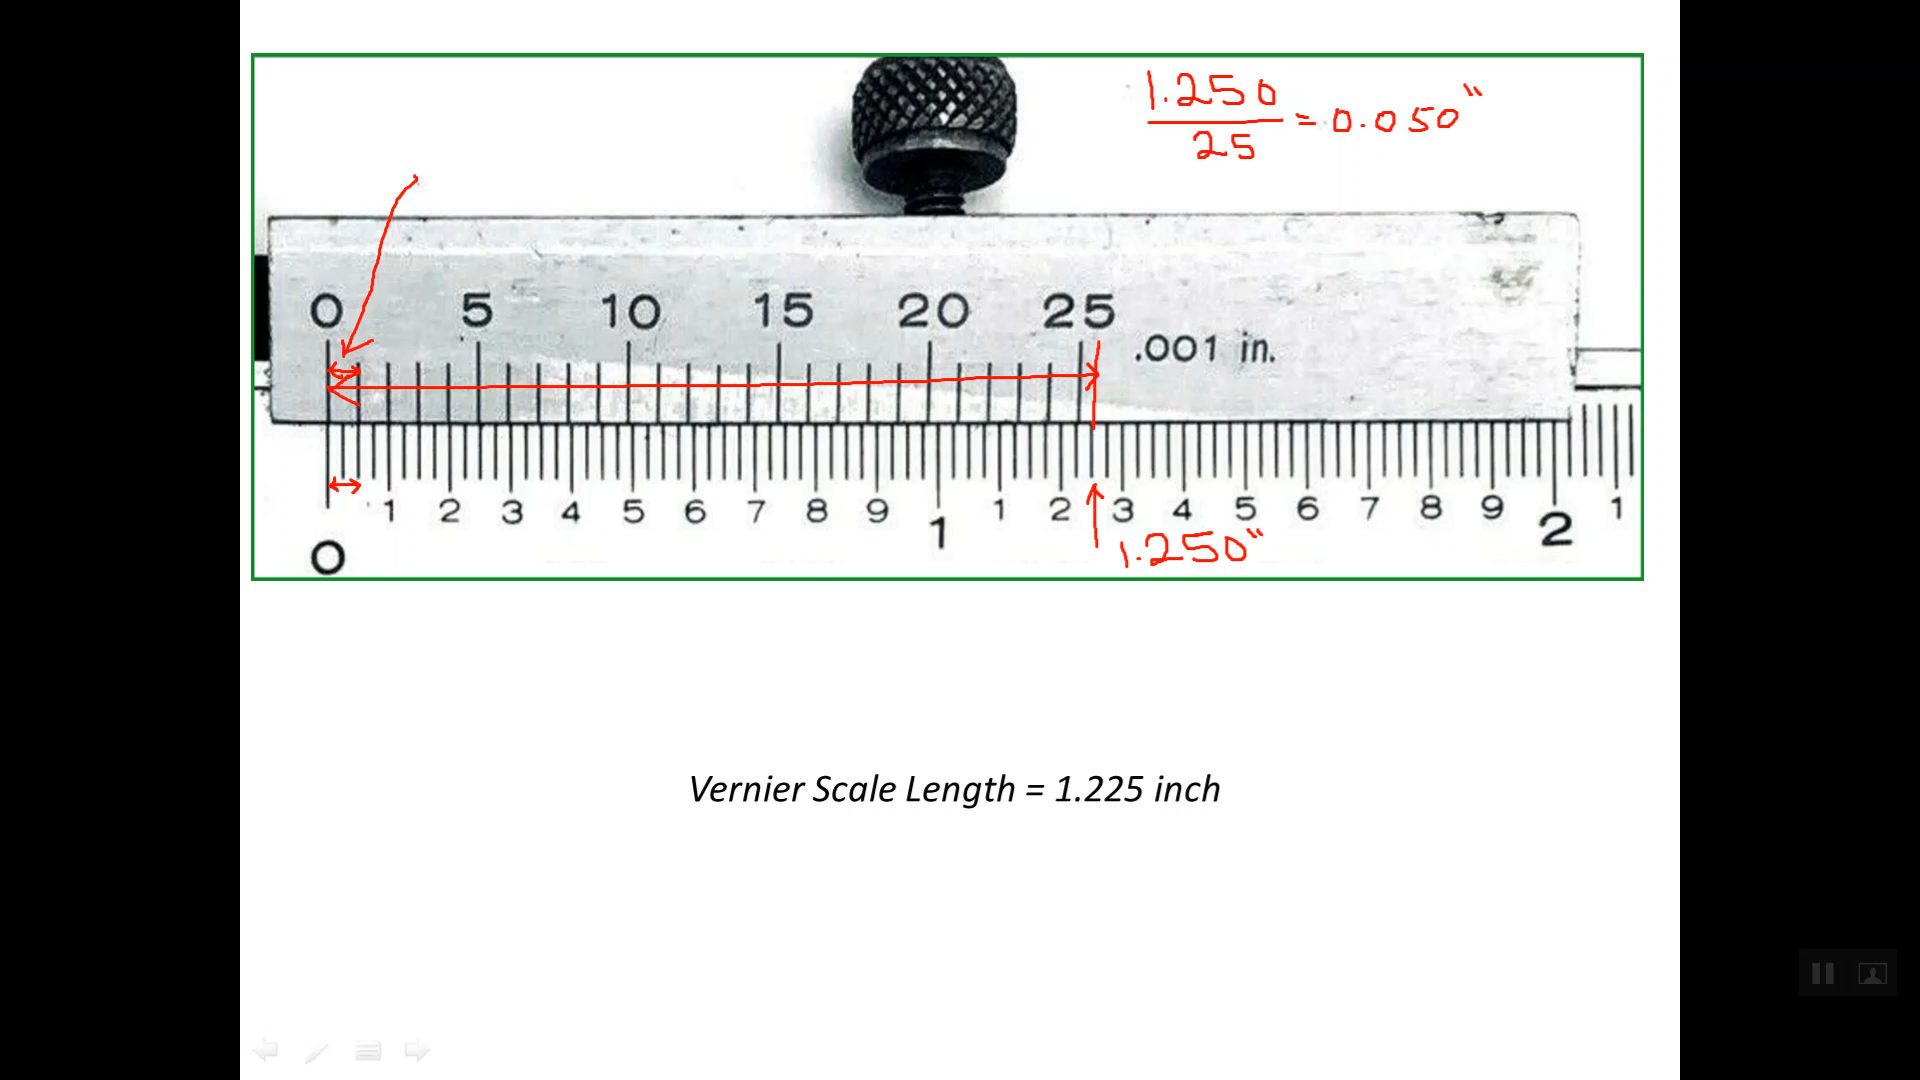 1.250
25
= 0.050"
0 5 10 15 20 25
.001 in.
1 2 3 4 5 6 7 8 9 1 2 3 4 5 6 7 8 9 1
0 1 2
1.250"
Vernier Scale Length = 1.225 inch